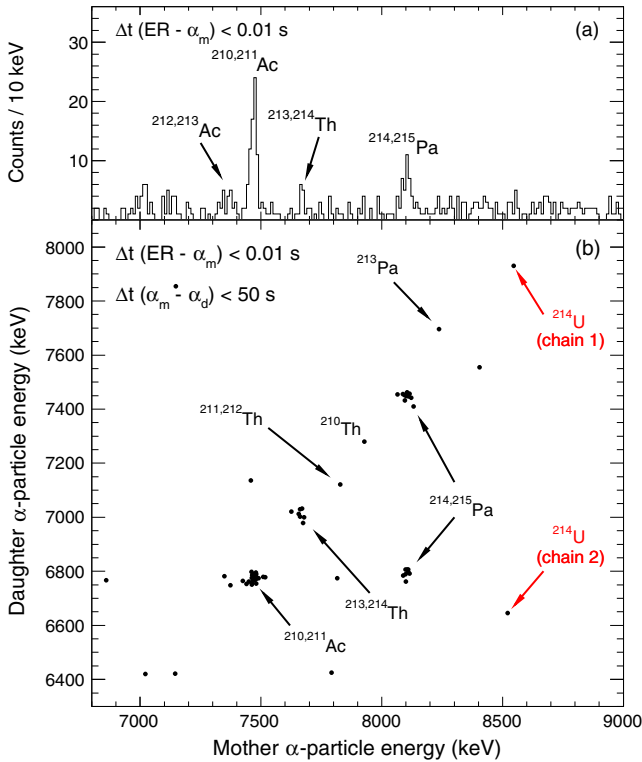 Δt (ER - αm) < 0.01 s
(a)
210,211Ac
212,213Ac
213,214Th
214,215Pa
Counts / 10 keV
30
20
10
Δt (ER - αm) < 0.01 s
(b)
Δt (αm - αd) < 50 s
213Pa
214U
(chain 1)
211,212Th
210Th
214,215Pa
214U
(chain 2)
213,214Th
210,211Ac
Daughter α-particle energy (keV)
8000
7800
7600
7400
7200
7000
6800
6600
6400
7000 7500 8000 8500 9000
Mother α-particle energy (keV)